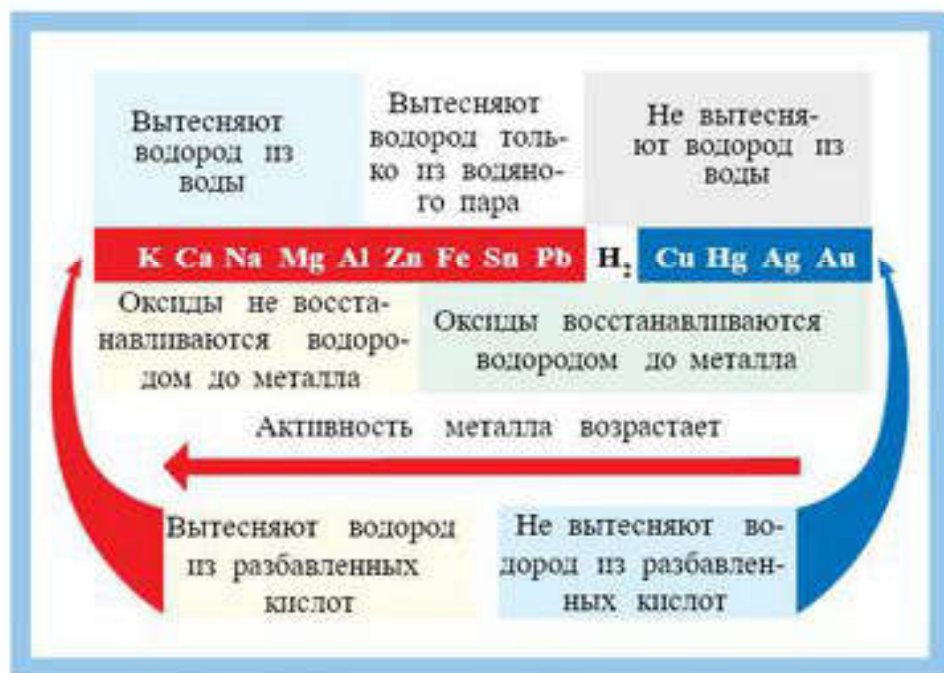 Вытесняют
водород из
воды
Вытесняют
водород толь-
ко из водяно-
го пара
Не вытесня-
ют водород из
воды
K Ca Na Mg Al Zn Fe Sn Pb H₂ Cu Hg Ag Au
Оксиды не восста-
навливаются водоро-
дом до металла
Оксиды восстанавливаются
водородом до металла
Активность металла возрастает
Вытесняют водород
из разбавленных
кислот
Не вытесняют во-
дород из разбавлен-
ных кислот